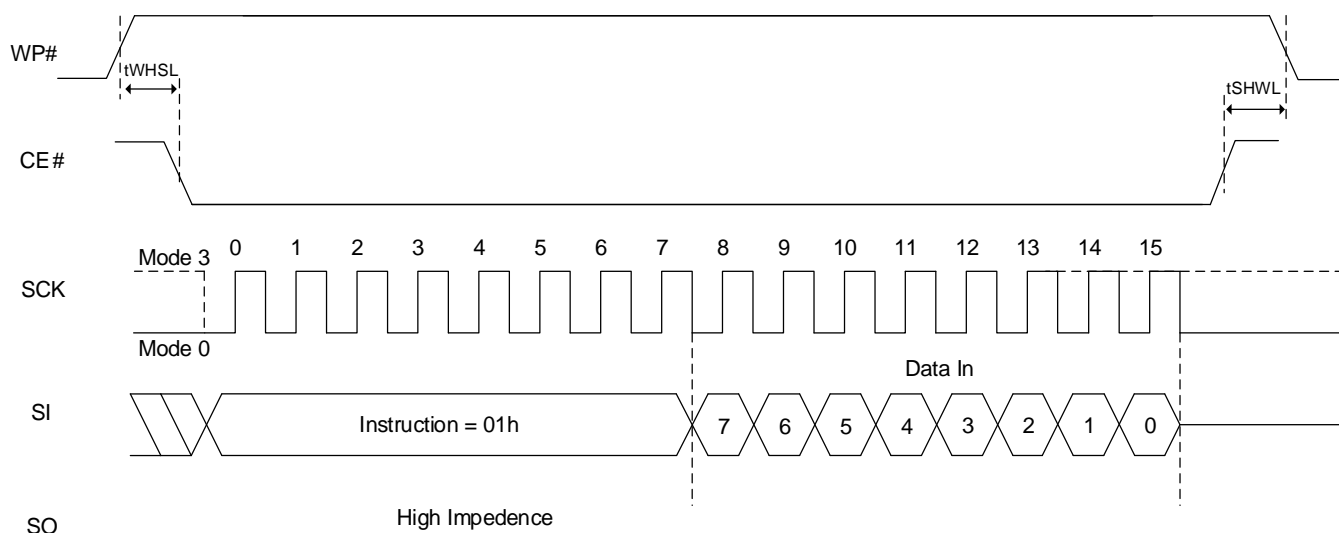 WP#
tWHSL
tSHWL
CE#
0 1 2 3 4 5 6 7 8 9 10 11 12 13 14 15
Mode 3
SCK
Mode 0
Data In
SI
Instruction = 01h
7 6 5 4 3 2 1 0
High Impedence
SO